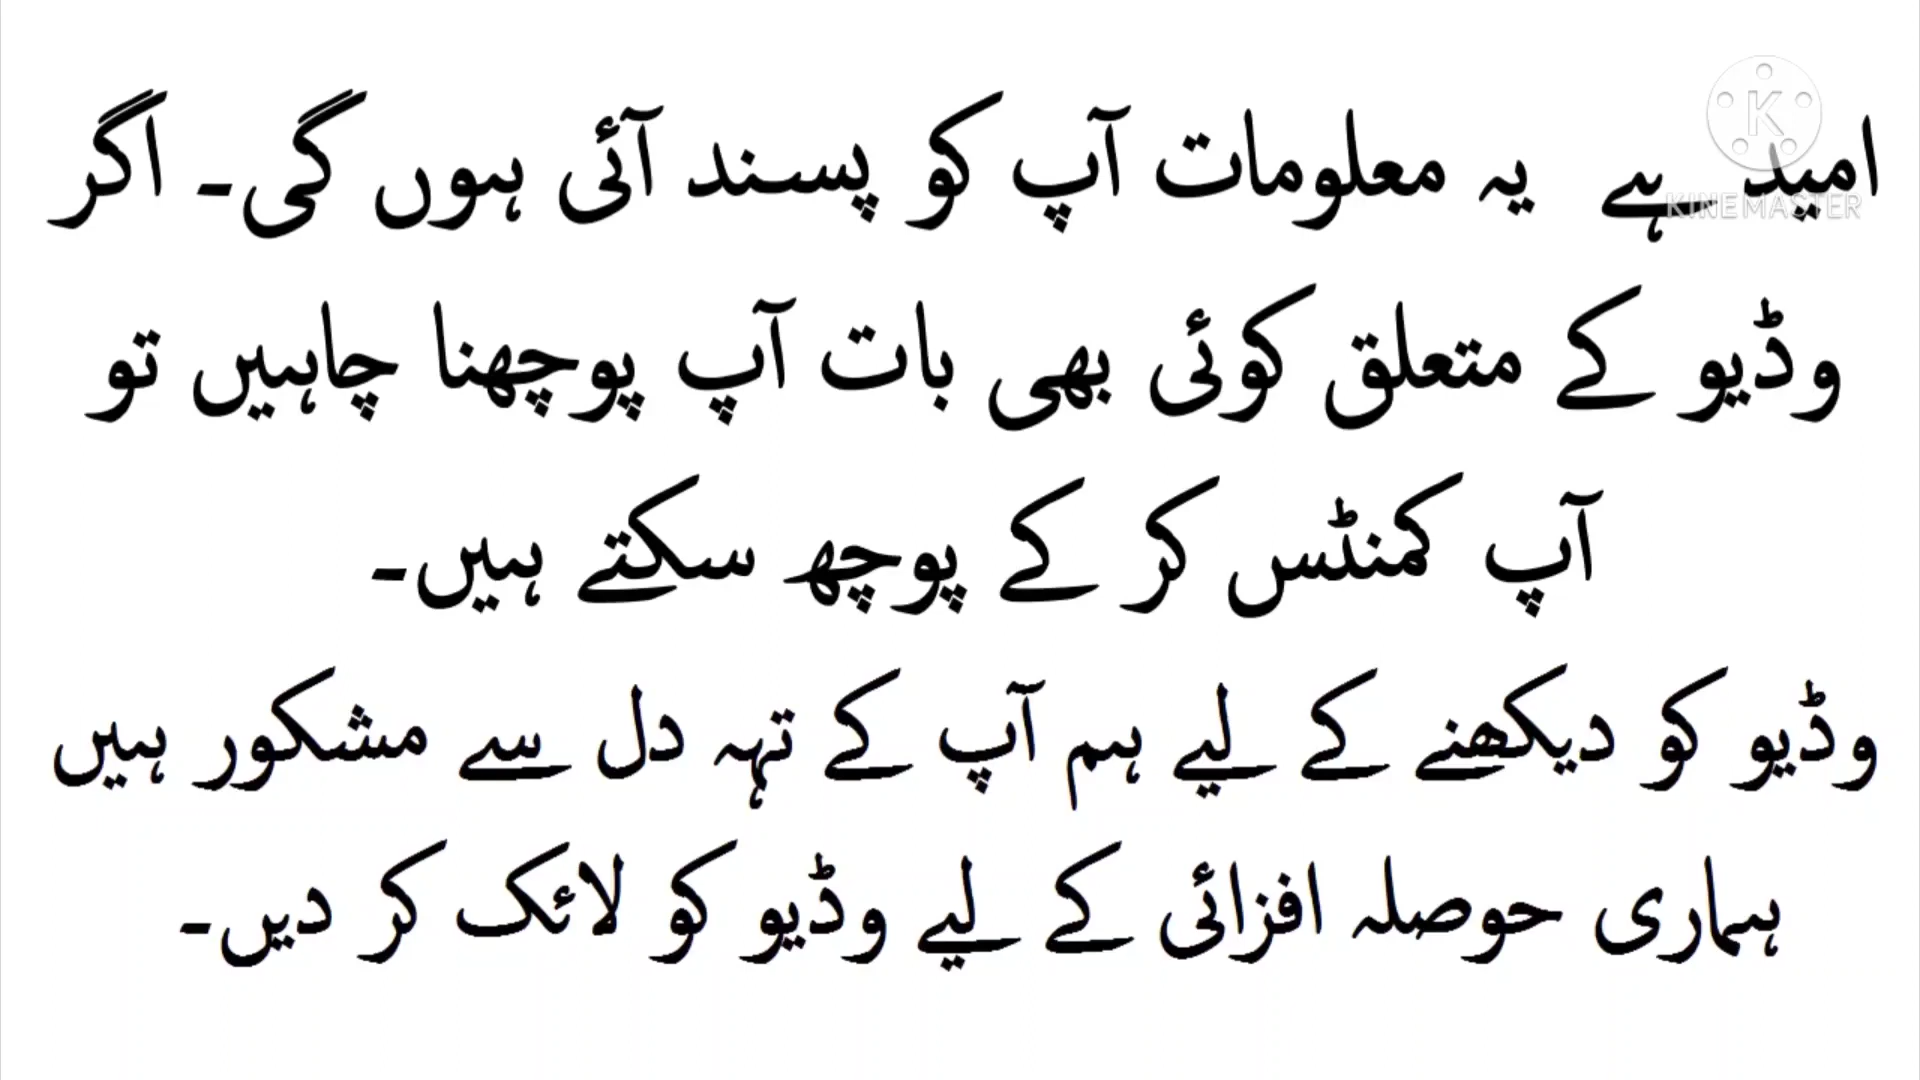 امید ہے یہ معلومات آپ کو پسند آئی ہوں گی۔ اگر
وڈیو کے متعلق کوئی بھی بات آپ پوچھنا چاہیں تو
آپ کمنٹس کر کے پوچھ سکتے ہیں۔
وڈیو کو دیکھنے کے لیے ہم آپ کے تہہ دل سے مشکور ہیں
ہماری حوصلہ افزائی کے لیے وڈیو کو لائک کر دیں۔
K
KINEMASTER